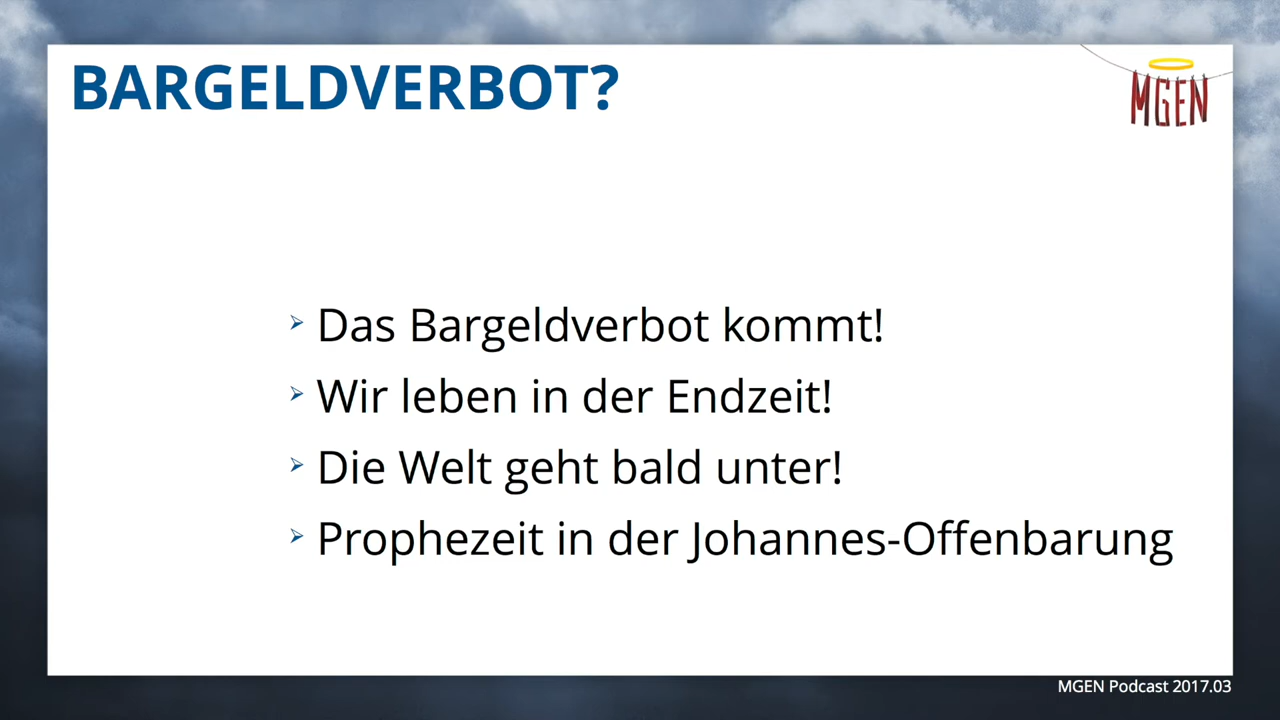 BARGELDVERBOT?
MGEN
➢ Das Bargeldverbot kommt!
➢ Wir leben in der Endzeit!
➢ Die Welt geht bald unter!
➢ Prophezeit in der Johannes-Offenbarung
MGEN Podcast 2017.03